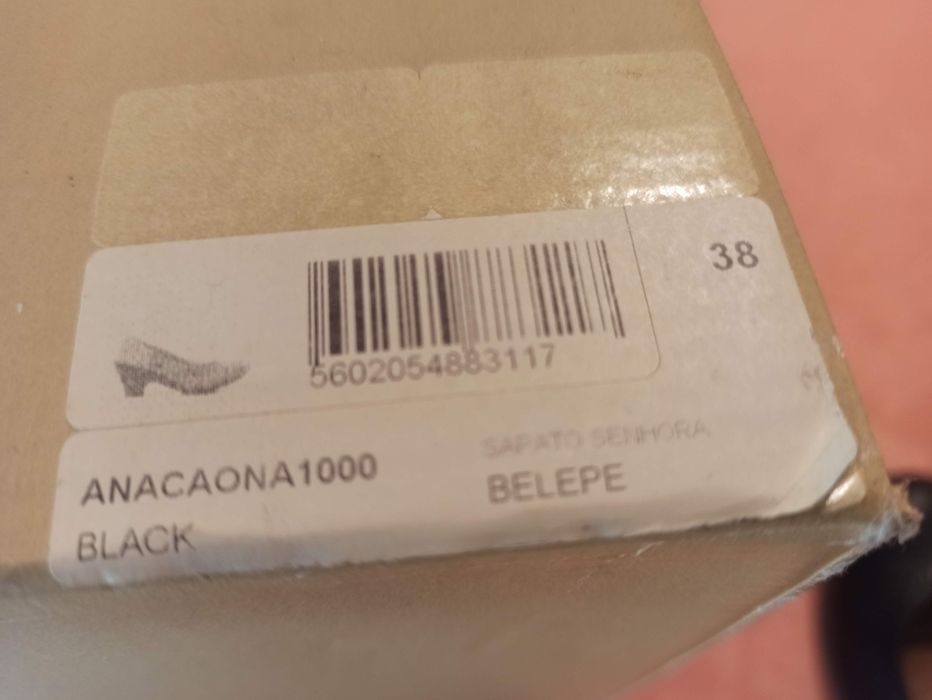 38
5602054883117
SAPATO SENHORA
ANACAONA1000
BELEPE
BLACK